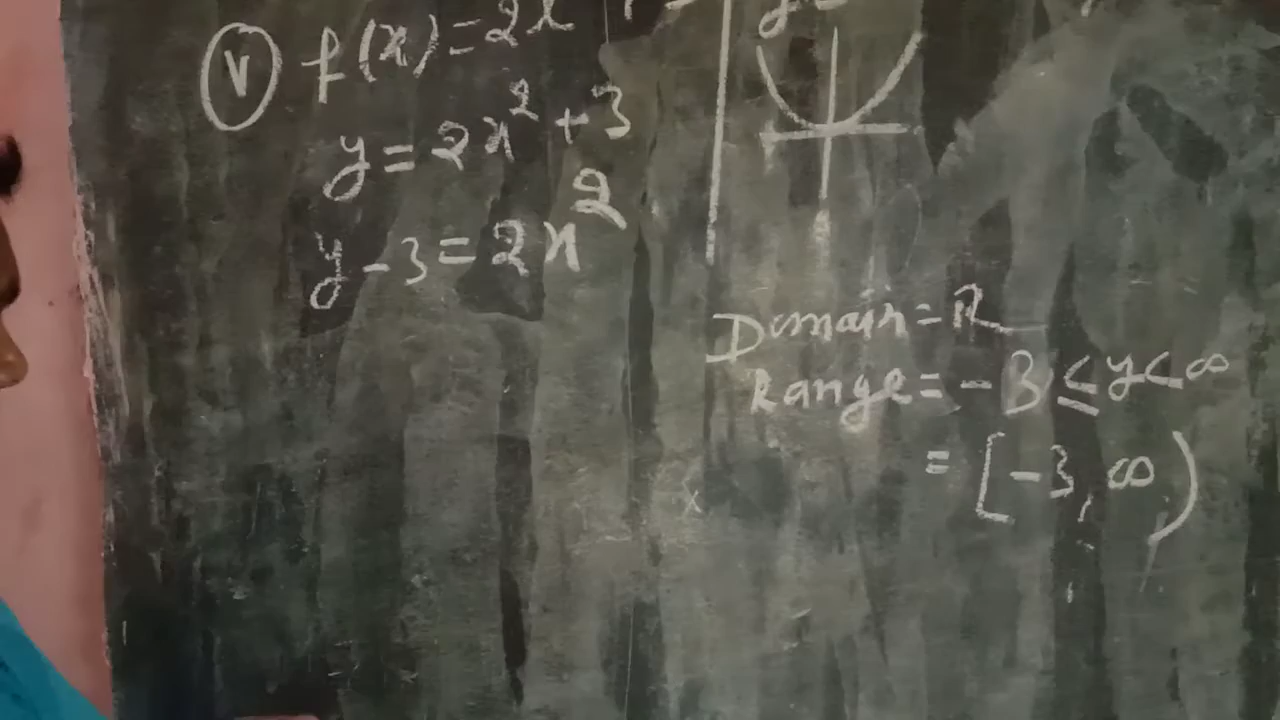 (v) f(x) = 2x
y = 2x² + 3
y - 3 = 2x²
y =
Domain = R
Range = -3 ≤ y < ∞
= [-3, ∞)